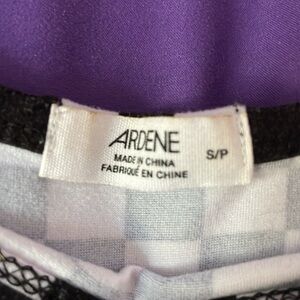 ARDENE
MADE IN CHINA
FABRIQUÉ EN CHINE
S/P